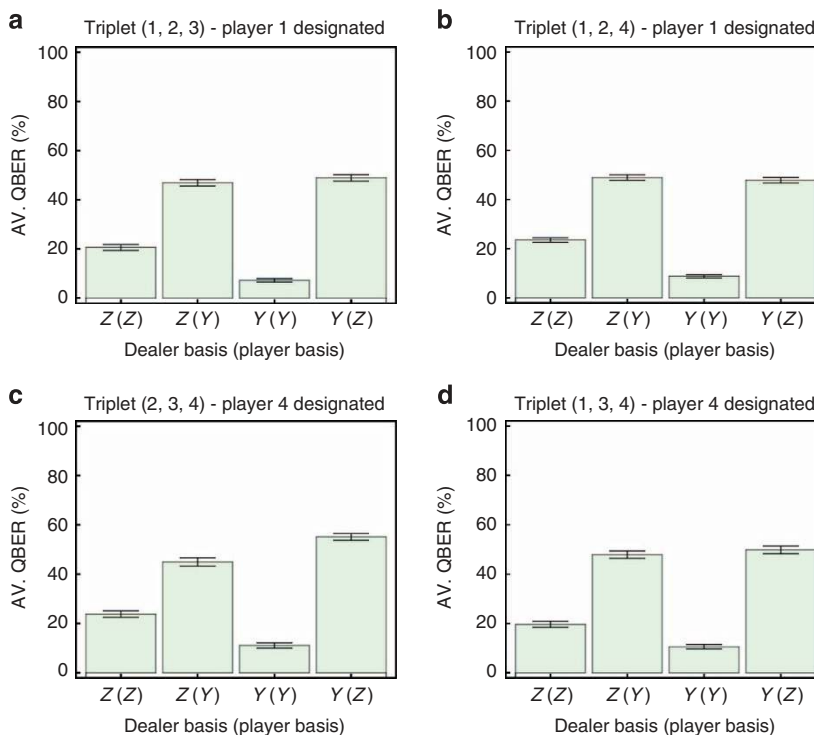 a
Triplet (1, 2, 3) - player 1 designated
100
80
60
40
20
0
AV. QBER (%)
Z (Z) Z (Y) Y (Y) Y (Z)
Dealer basis (player basis)
b
Triplet (1, 2, 4) - player 1 designated
100
80
60
40
20
0
AV. QBER (%)
Z (Z) Z (Y) Y (Y) Y (Z)
Dealer basis (player basis)
c
Triplet (2, 3, 4) - player 4 designated
100
80
60
40
20
0
AV. QBER (%)
Z (Z) Z (Y) Y (Y) Y (Z)
Dealer basis (player basis)
d
Triplet (1, 3, 4) - player 4 designated
100
80
60
40
20
0
AV. QBER (%)
Z (Z) Z (Y) Y (Y) Y (Z)
Dealer basis (player basis)